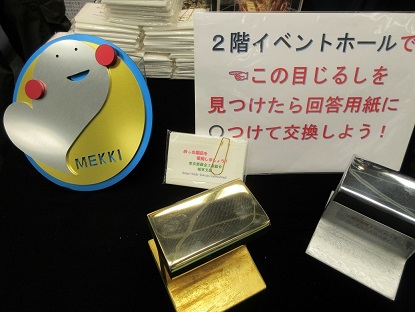 2階イベントホールで
☜この目じるしを
見つけたら回答用紙に
○つけて交換しよう！
MEKKI